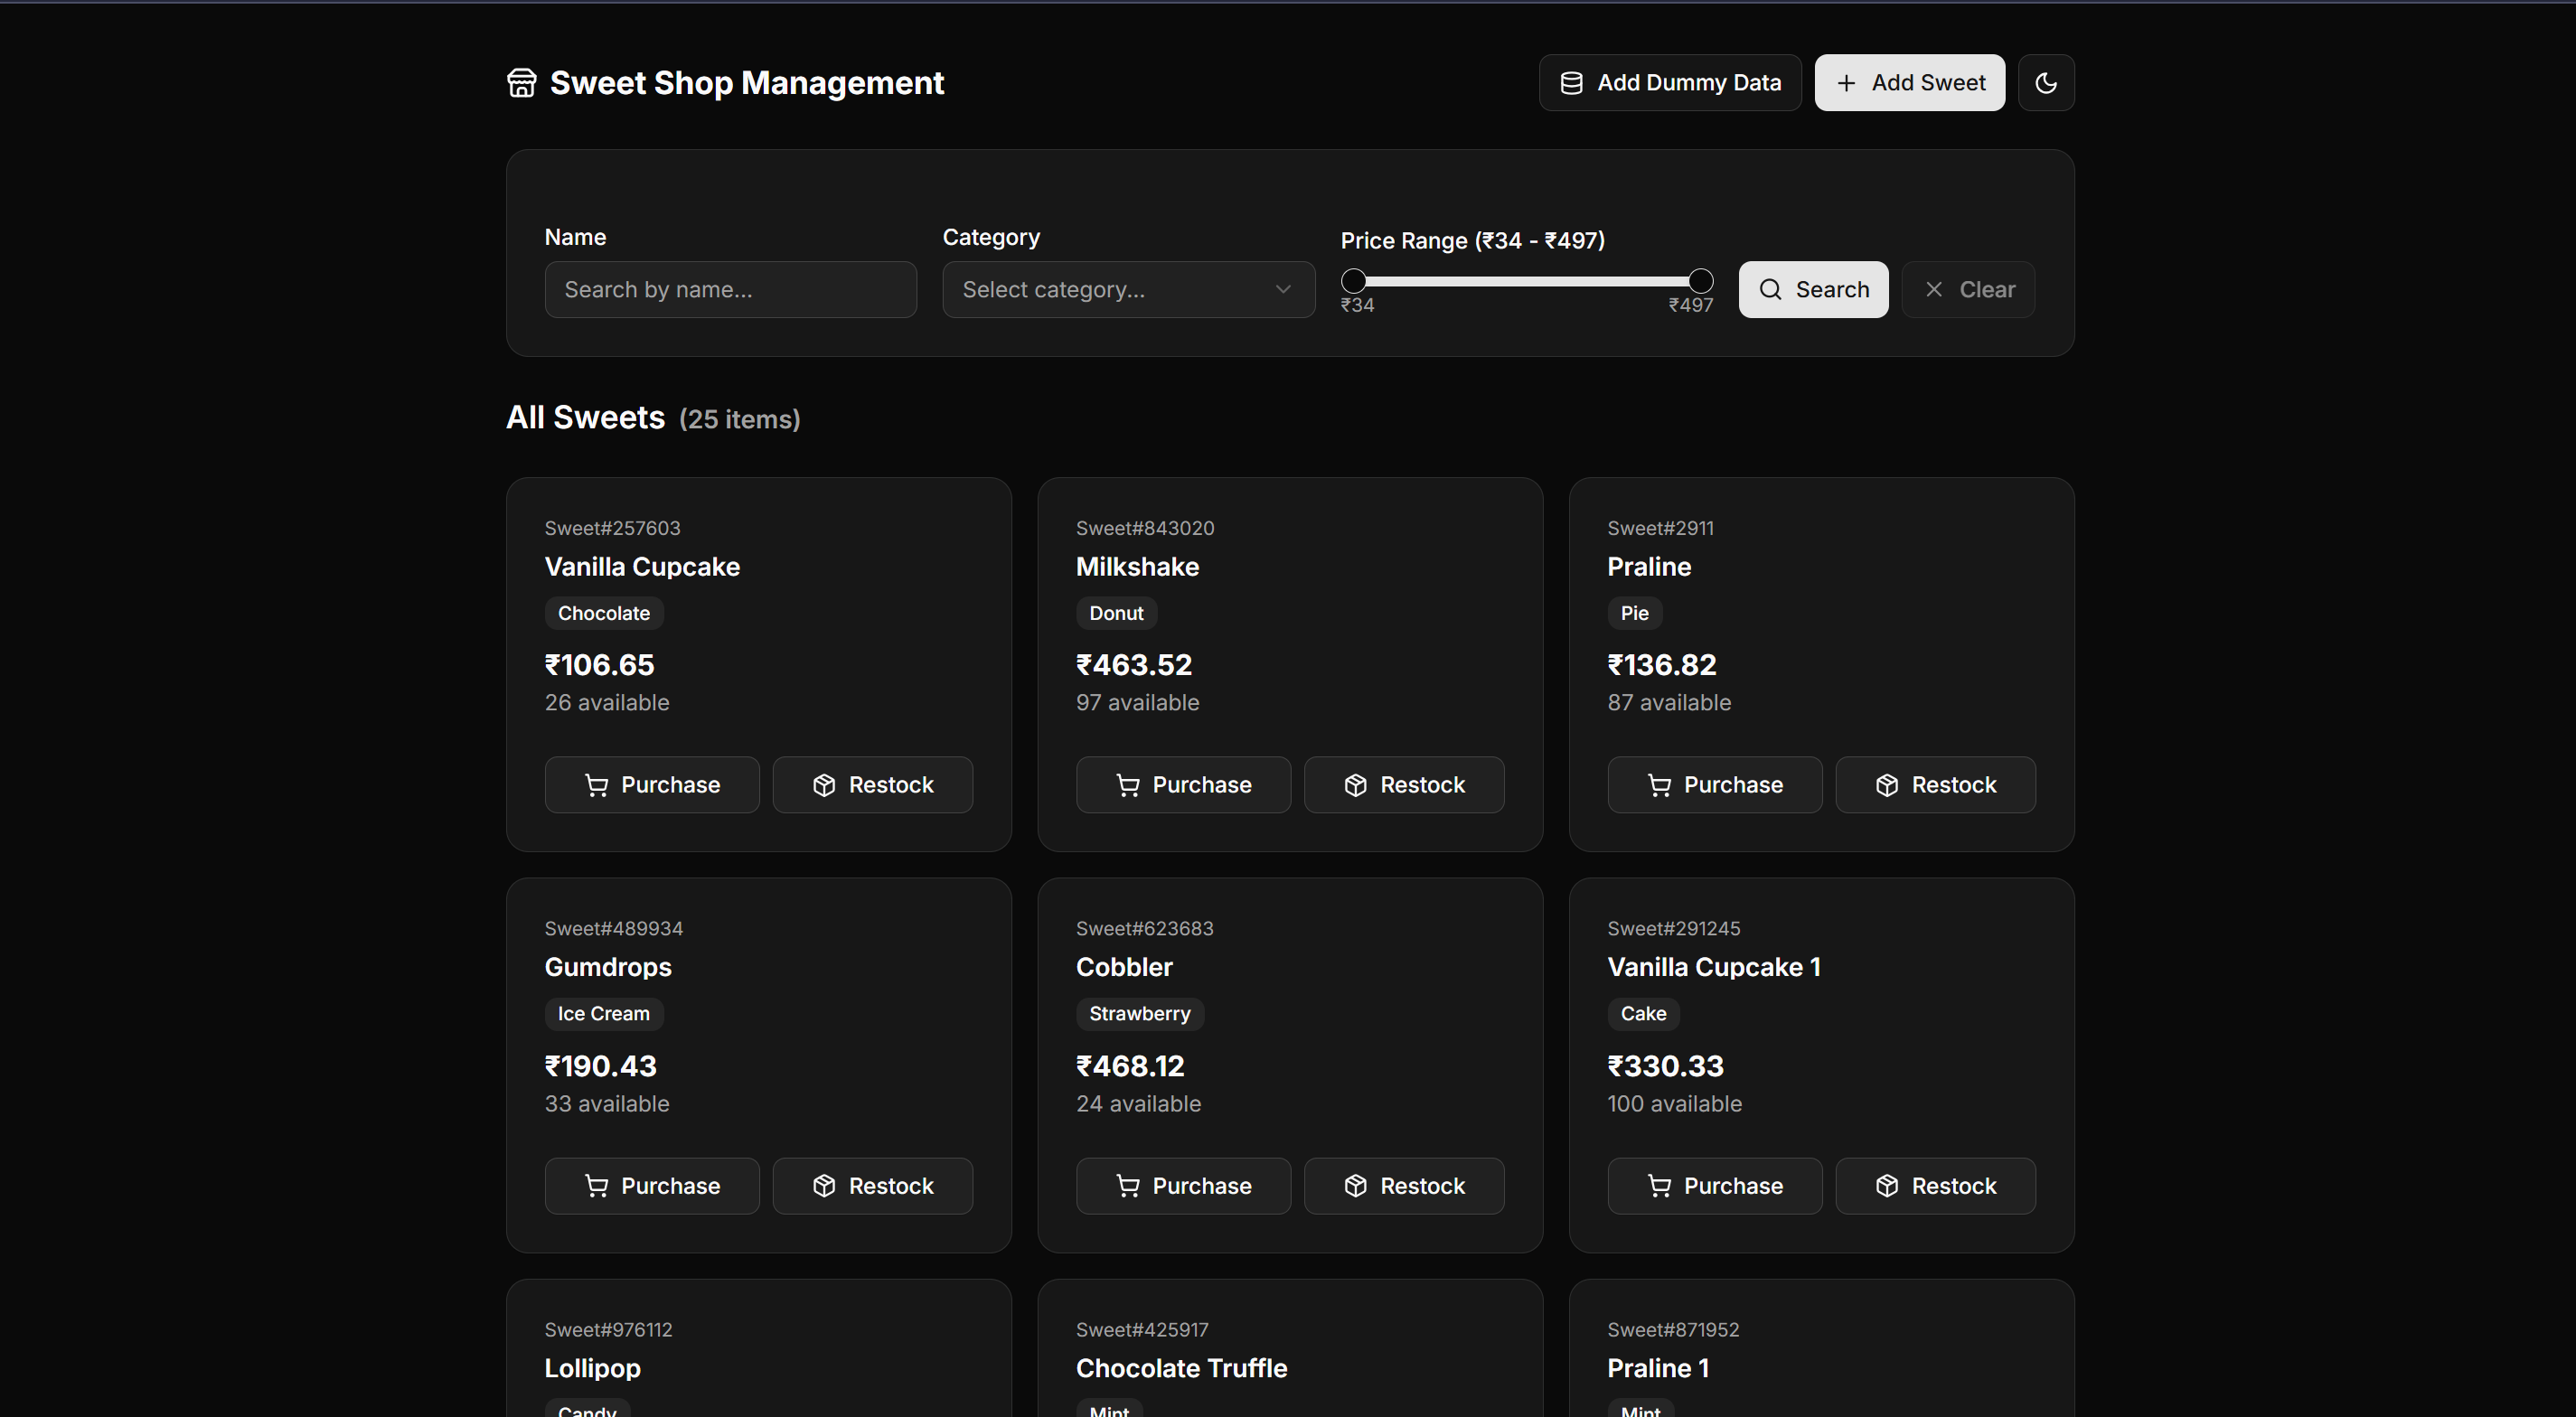 Sweet Shop Management
Add Dummy Data
Add Sweet
Name
Category
Price Range (₹34 - ₹497)
Search by name...
Select category...
₹34
₹497
Search
Clear
All Sweets (25 items)
Sweet#257603
Vanilla Cupcake
Chocolate
₹106.65
26 available
Purchase
Restock
Sweet#843020
Milkshake
Donut
₹463.52
97 available
Purchase
Restock
Sweet#2911
Praline
Pie
₹136.82
87 available
Purchase
Restock
Sweet#489934
Gumdrops
Ice Cream
₹190.43
33 available
Purchase
Restock
Sweet#623683
Cobbler
Strawberry
₹468.12
24 available
Purchase
Restock
Sweet#291245
Vanilla Cupcake 1
Cake
₹330.33
100 available
Purchase
Restock
Sweet#976112
Lollipop
Candy
Sweet#425917
Chocolate Truffle
Mint
Sweet#871952
Praline 1
Mint